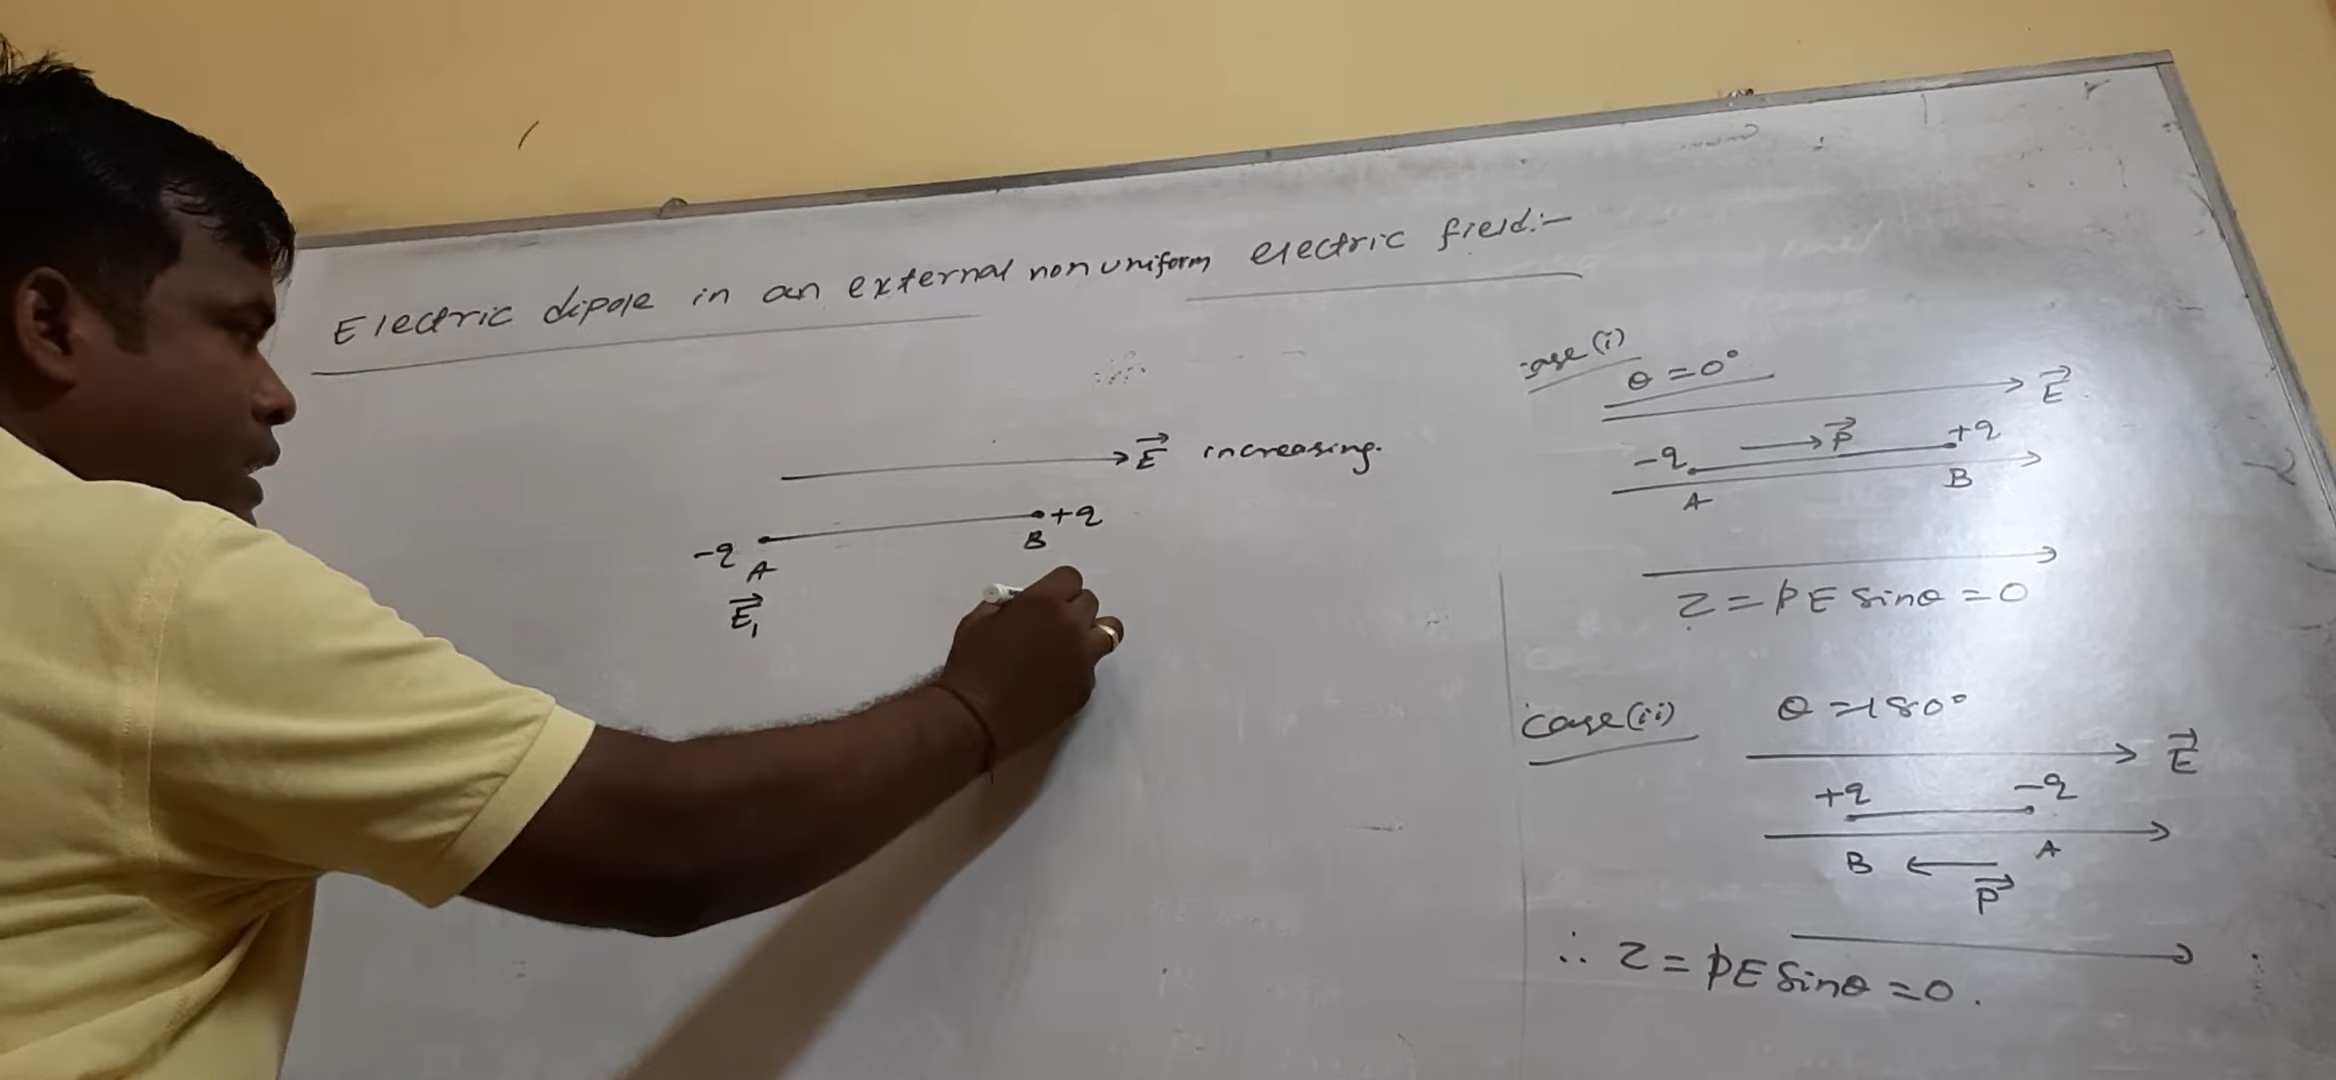 Electric dipole in an external non uniform electric field:-
E⃗ increasing.
-q A B +q
E⃗₁
case (i)
θ = 0°
E⃗
-q P⃗ +q
A B
τ = PE sinθ = 0
case (ii) θ = 180°
E⃗
+q -q
B A
P⃗
∴ τ = PE sinθ = 0.